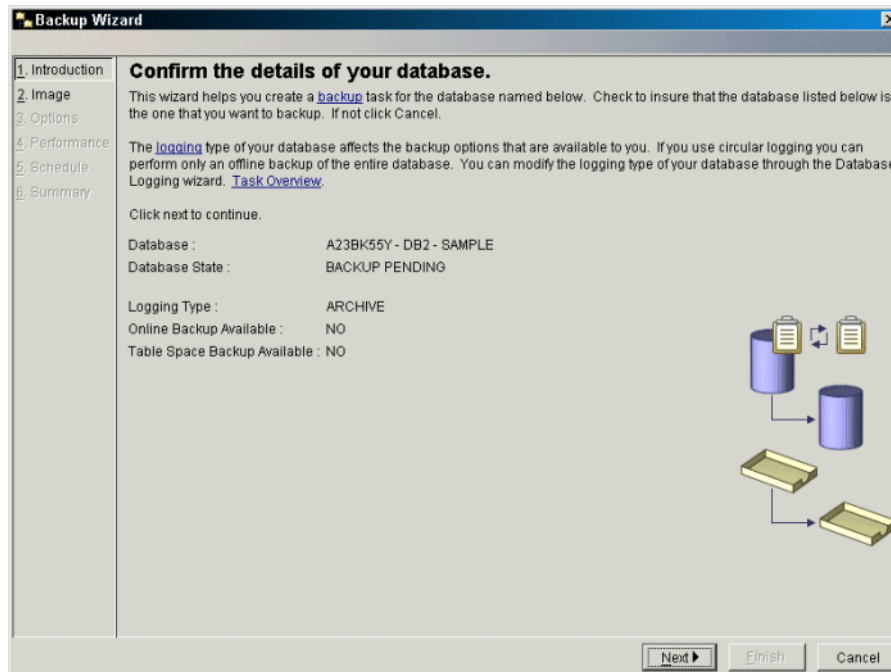 Backup Wizard
1. Introduction
2. Image
3. Options
4. Performance
5. Schedule
6. Summary
Confirm the details of your database.
This wizard helps you create a backup task for the database named below. Check to insure that the database listed below is
the one that you want to backup. If not click Cancel.
The logging type of your database affects the backup options that are available to you. If you use circular logging you can
perform only an offline backup of the entire database. You can modify the logging type of your database through the Database
Logging wizard. Task Overview.
Click next to continue.
Database : A23BK55Y - DB2 - SAMPLE
Database State : BACKUP PENDING
Logging Type : ARCHIVE
Online Backup Available : NO
Table Space Backup Available : NO
Next
Finish
Cancel